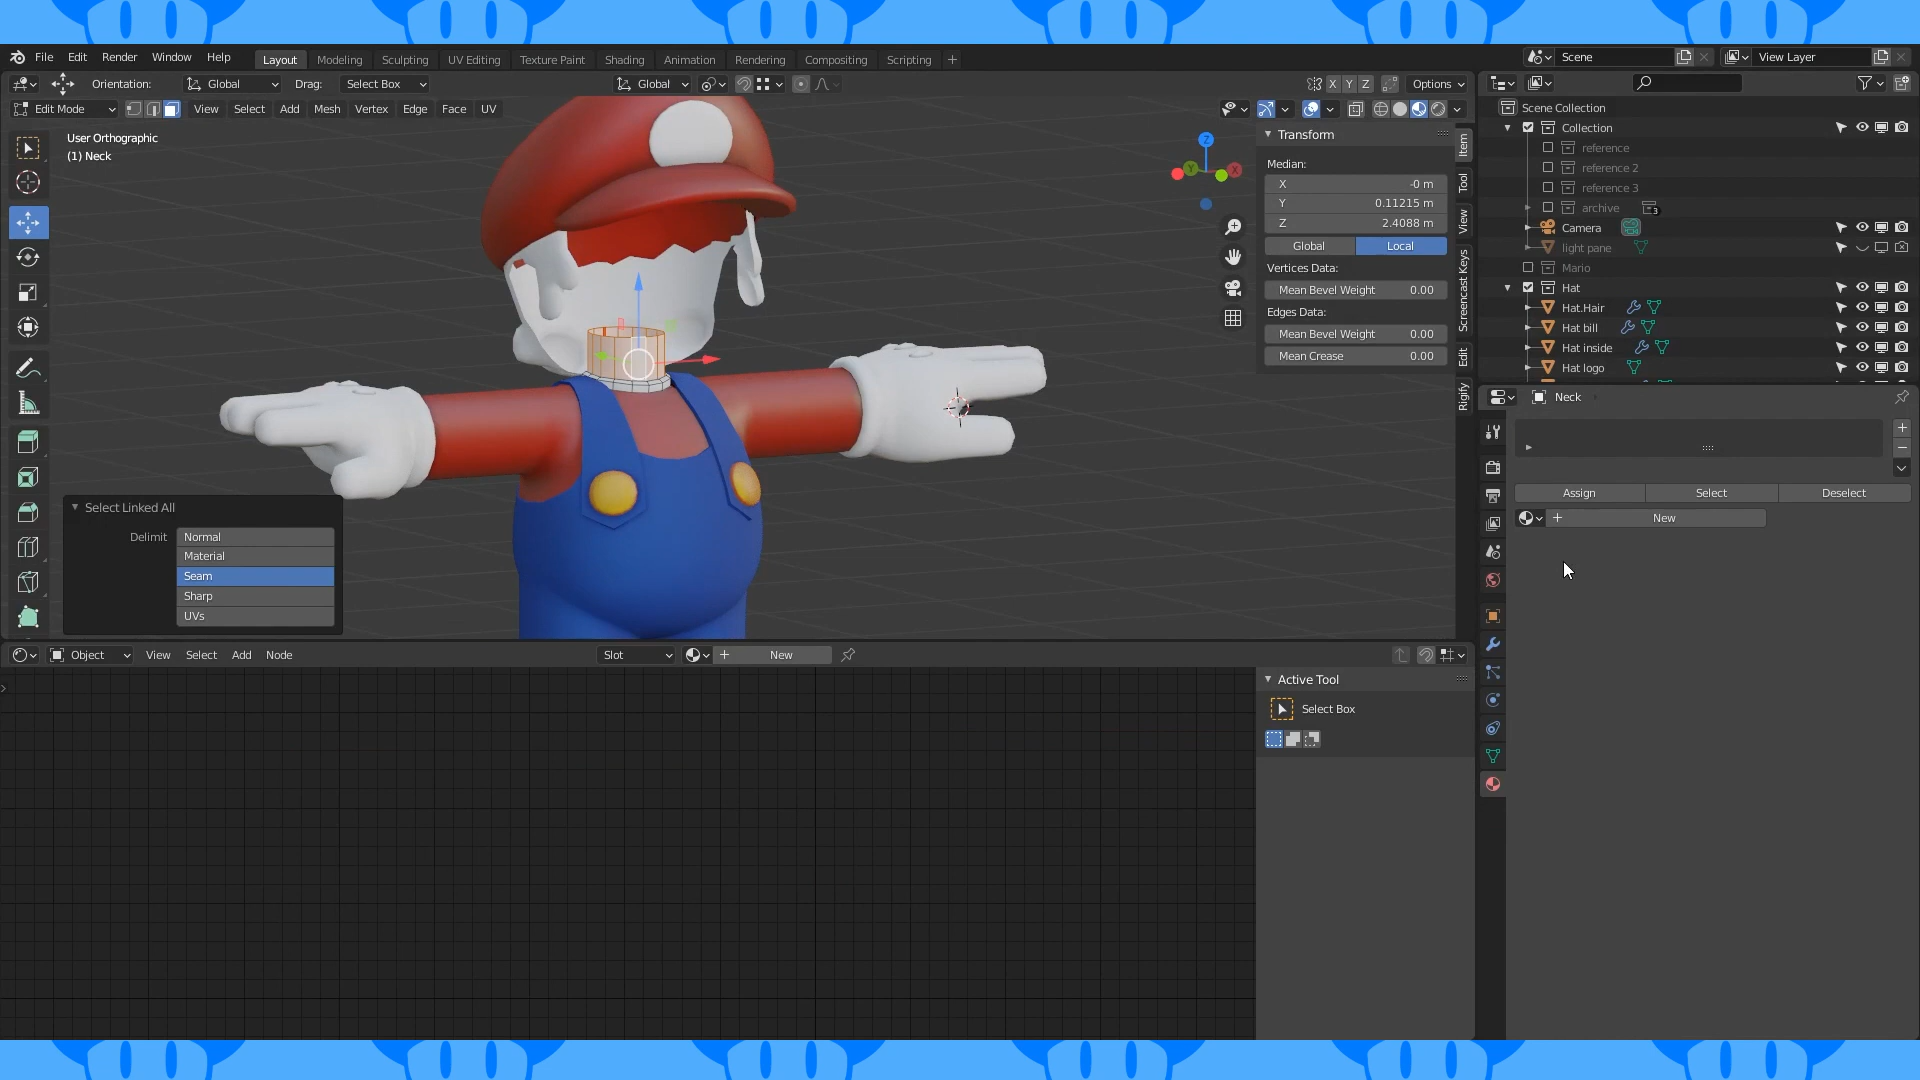 File Edit Render Window Help Layout Modeling Sculpting UV Editing Texture Paint Shading Animation Rendering Compositing Scripting + Scene View Layer
Orientation: Global Drag: Select Box Global X Y Z Options
Edit Mode View Select Add Mesh Vertex Edge Face UV
User Orthographic
(1) Neck
Z
Transform
Median:
X -0 m
Y 0.11215 m
Z 2.4088 m
Global Local
Vertices Data:
Mean Bevel Weight 0.00
Edges Data:
Mean Bevel Weight 0.00
Mean Crease 0.00
Item
Tool
View
Screencast Keys
Edit
Rigify
Scene Collection
Collection
reference
reference 2
reference 3
archive 3
Camera
light pane
Mario
Hat
Hat.Hair
Hat bill
Hat inside
Hat logo
Neck
Assign Select Deselect
New
Select Linked All
Delimit Normal
Material
Seam
Sharp
UVs
Object View Select Add Node Slot New
Active Tool
Select Box